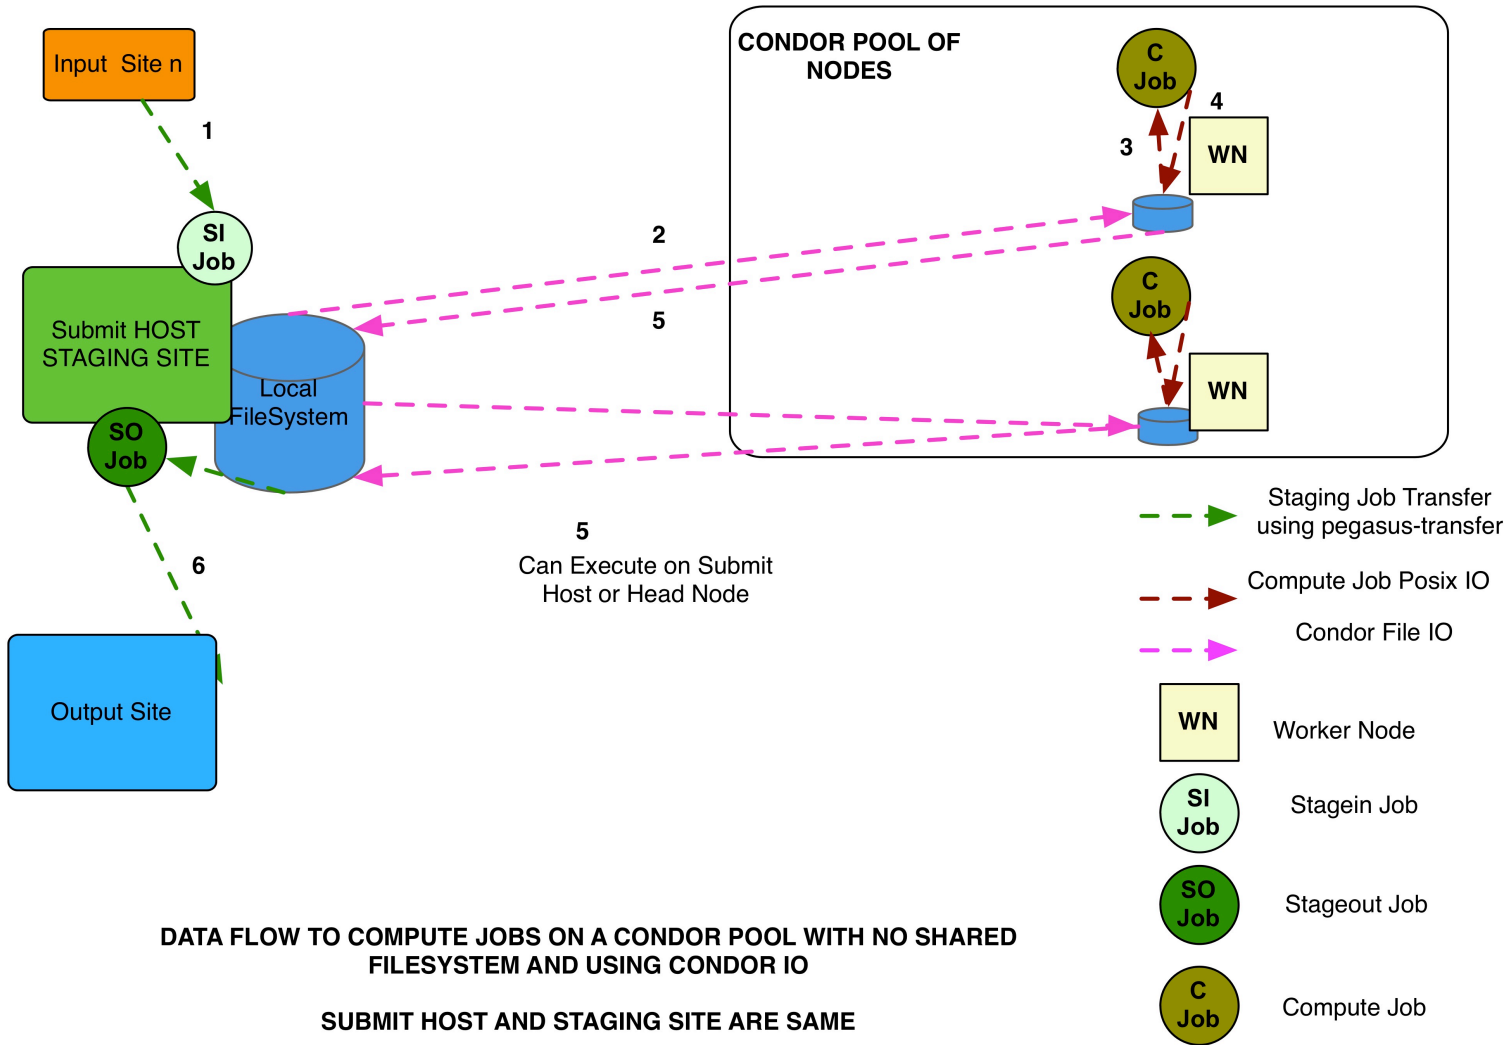 Input  Site n
1
SI
Job
Submit HOST
STAGING SITE
Local
FileSystem
SO
Job
6
Output Site
2
5
5
Can Execute on Submit
Host or Head Node
CONDOR POOL OF
NODES
C
Job
4
3
WN
C
Job
WN
Staging Job Transfer
using pegasus-transfer
Compute Job Posix IO
Condor File IO
WN
Worker Node
SI
Job
Stagein Job
SO
Job
Stageout Job
C
Job
Compute Job
DATA FLOW TO COMPUTE JOBS ON A CONDOR POOL WITH NO SHARED
FILESYSTEM AND USING CONDOR IO
SUBMIT HOST AND STAGING SITE ARE SAME